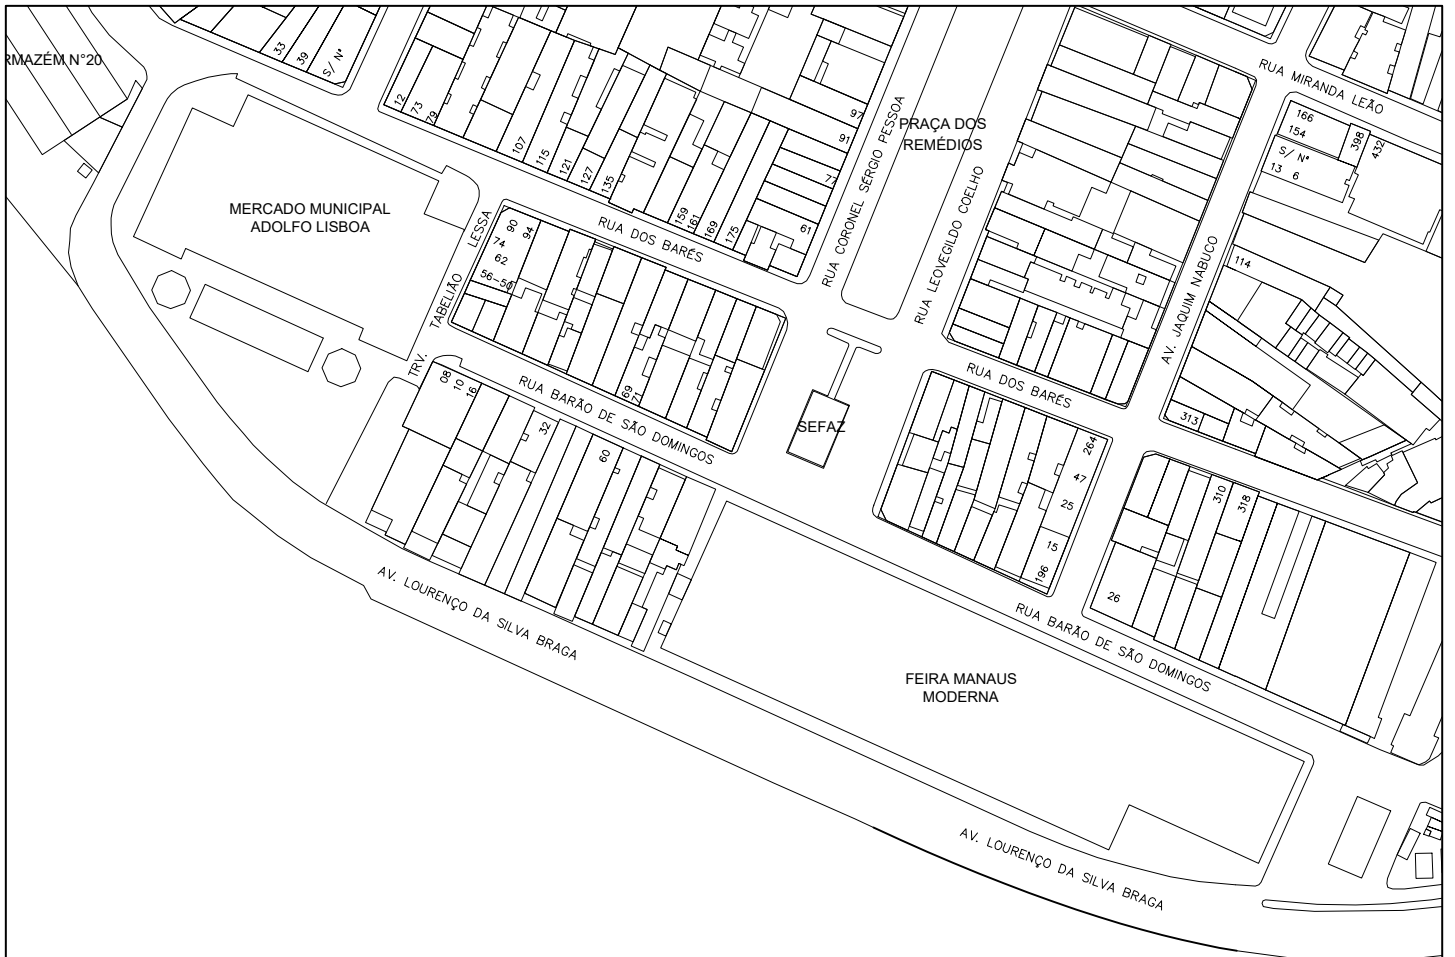 RMAZÉM N°20
33
39
S/ N°
12
73
79
107
115
121
127
135
159
161
169
175
97
91
77
61
PRAÇA DOS
REMÉDIOS
RUA CORONEL SÉRGIO PESSOA
RUA LEOVEGILDO COELHO
RUA MIRANDA LEÃO
166
154
398
432
S/ N°
13 6
114
AV. JAQUIM NABUCO
313
MERCADO MUNICIPAL
ADOLFO LISBOA
TRV. TABELIÃO LESSA
90
94
74
62
56-50
RUA DOS BARÉS
RUA DOS BARÉS
69
71
RUA BARÃO DE SÃO DOMINGOS
08
10
16
32
60
SEFAZ
264
47
25
15
196
310
318
26
RUA BARÃO DE SÃO DOMINGOS
AV. LOURENÇO DA SILVA BRAGA
FEIRA MANAUS
MODERNA
AV. LOURENÇO DA SILVA BRAGA